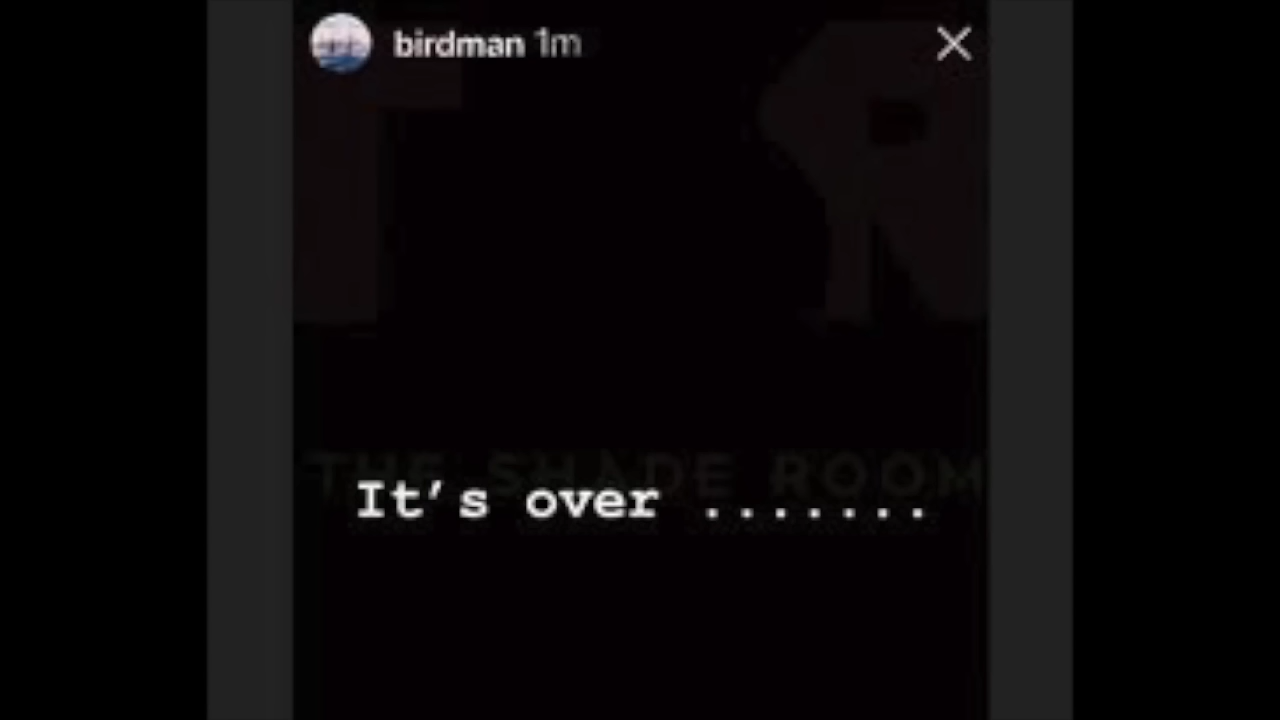 birdman 1m
THE SHADE ROOM
It’s over .......